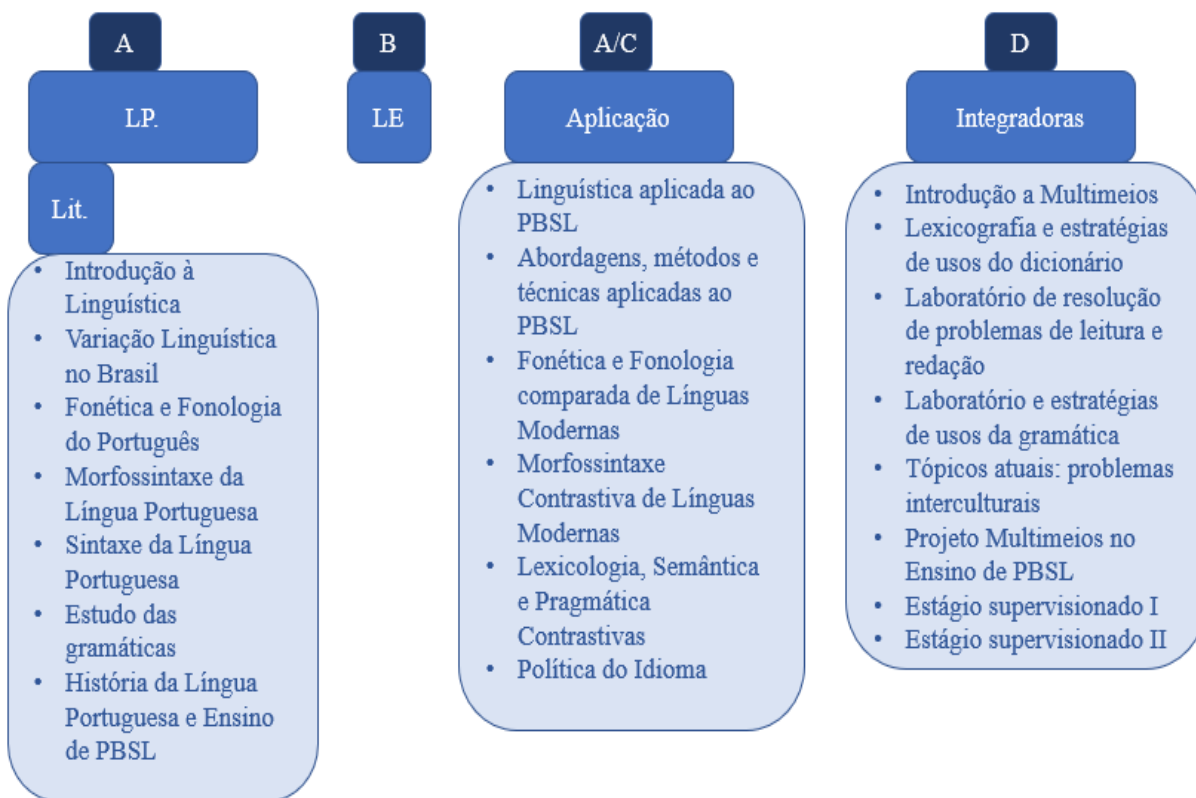 A
LP.
Lit.
• Introdução à
Linguística
• Variação Linguística
no Brasil
• Fonética e Fonologia
do Português
• Morfossintaxe da
Língua Portuguesa
• Sintaxe da Língua
Portuguesa
• Estudo das
gramáticas
• História da Língua
Portuguesa e Ensino
de PBSL
B
LE
A/C
Aplicação
• Linguística aplicada ao
PBSL
• Abordagens, métodos e
técnicas aplicadas ao
PBSL
• Fonética e Fonologia
comparada de Línguas
Modernas
• Morfossintaxe
Contrastiva de Línguas
Modernas
• Lexicologia, Semântica
e Pragmática
Contrastivas
• Política do Idioma
D
Integradoras
• Introdução a Multimeios
• Lexicografia e estratégias
de usos do dicionário
• Laboratório de resolução
de problemas de leitura e
redação
• Laboratório e estratégias
de usos da gramática
• Tópicos atuais: problemas
interculturais
• Projeto Multimeios no
Ensino de PBSL
• Estágio supervisionado I
• Estágio supervisionado II